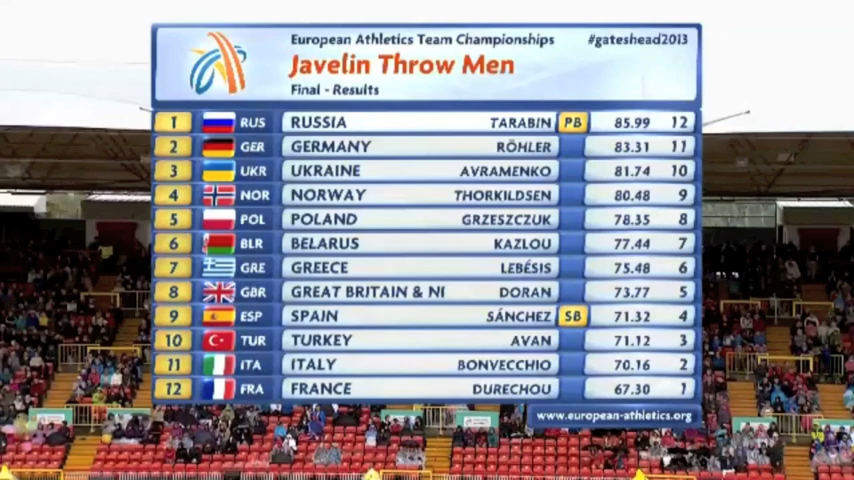 European Athletics Team Championships #gateshead2013
Javelin Throw Men
Final - Results
1 RUS RUSSIA TARABIN PB 85.99 12
2 GER GERMANY RÖHLER 83.31 11
3 UKR UKRAINE AVRAMENKO 81.74 10
4 NOR NORWAY THORKILDSEN 80.48 9
5 POL POLAND GRZESZCZUK 78.35 8
6 BLR BELARUS KAZLOU 77.44 7
7 GRE GREECE LEBÉSIS 75.48 6
8 GBR GREAT BRITAIN & NI DORAN 73.77 5
9 ESP SPAIN SÁNCHEZ SB 71.32 4
10 TUR TURKEY AVAN 71.12 3
11 ITA ITALY BONVECCHIO 70.16 2
12 FRA FRANCE DURECHOU 67.30 1
www.european-athletics.org